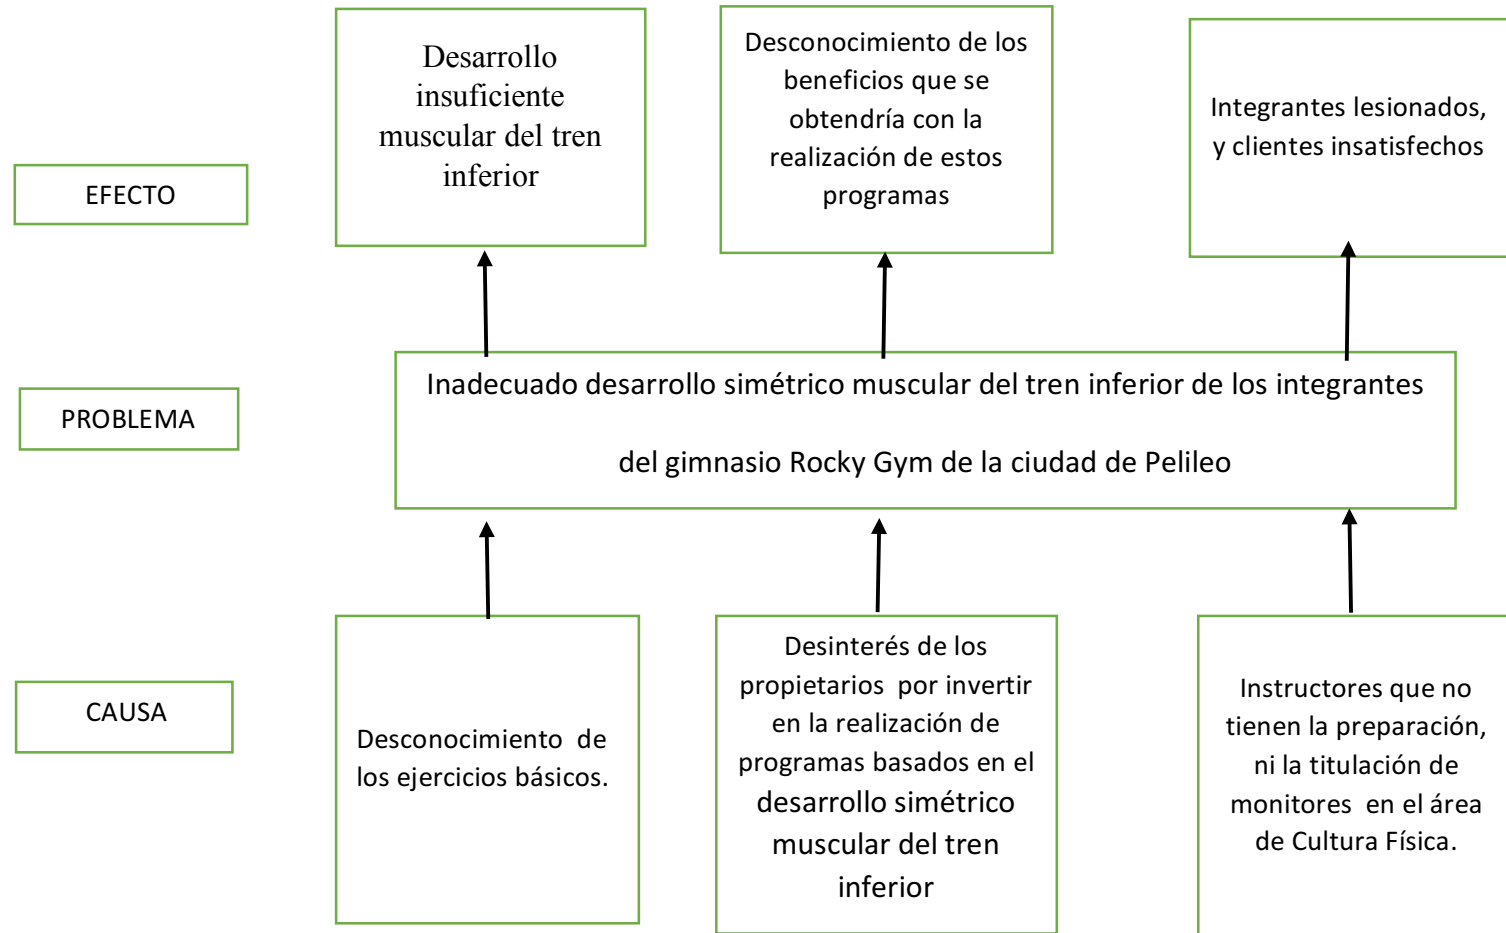 EFECTO
Desarrollo
insuficiente
muscular del tren
inferior
Desconocimiento de los
beneficios que se
obtendría con la
realización de estos
programas
Integrantes lesionados,
y clientes insatisfechos
PROBLEMA
Inadecuado desarrollo simétrico muscular del tren inferior de los integrantes
del gimnasio Rocky Gym de la ciudad de Pelileo
CAUSA
Desconocimiento de
los ejercicios básicos.
Desinterés de los
propietarios por invertir
en la realización de
programas basados en el
desarrollo simétrico
muscular del tren
inferior
Instructores que no
tienen la preparación,
ni la titulación de
monitores en el área
de Cultura Física.